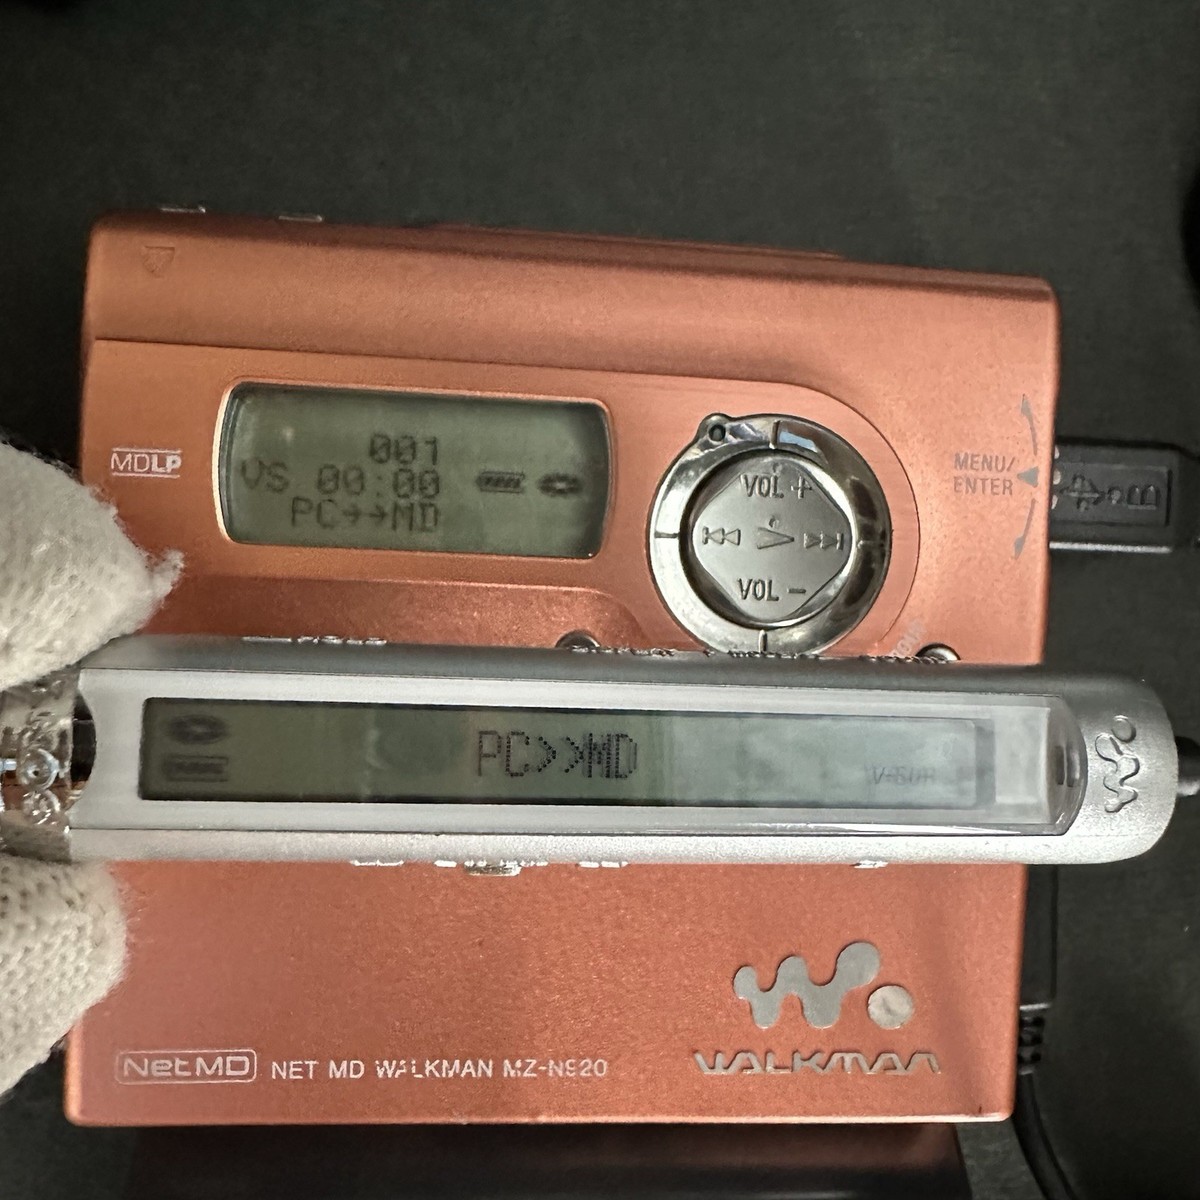 MDLP
001
VS 00:00
PC→→MD
VOL +
VOL -
MENU/
ENTER
B
PC>>MD
V-SUR
NetMD NET MD WALKMAN MZ-N920
WALKMAN